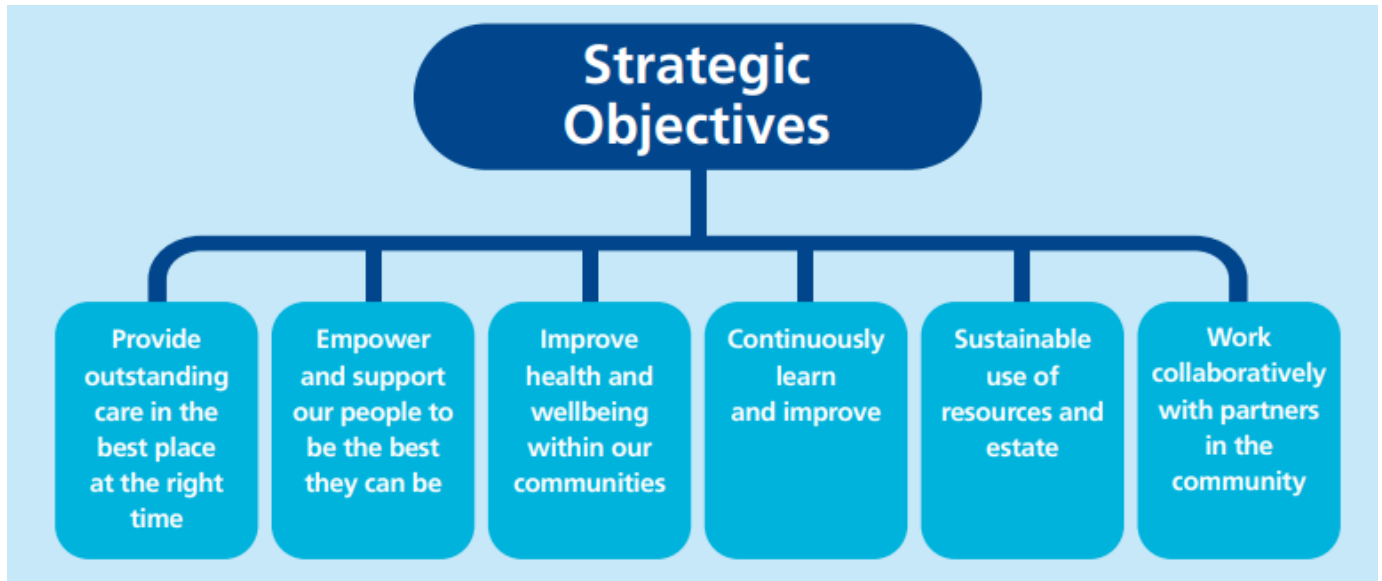 Strategic
Objectives
Provide
outstanding
care in the
best place
at the right
time
Empower
and support
our people to
be the best
they can be
Improve
health and
wellbeing
within our
communities
Continuously
learn
and improve
Sustainable
use of
resources and
estate
Work
collaboratively
with partners
in the
community